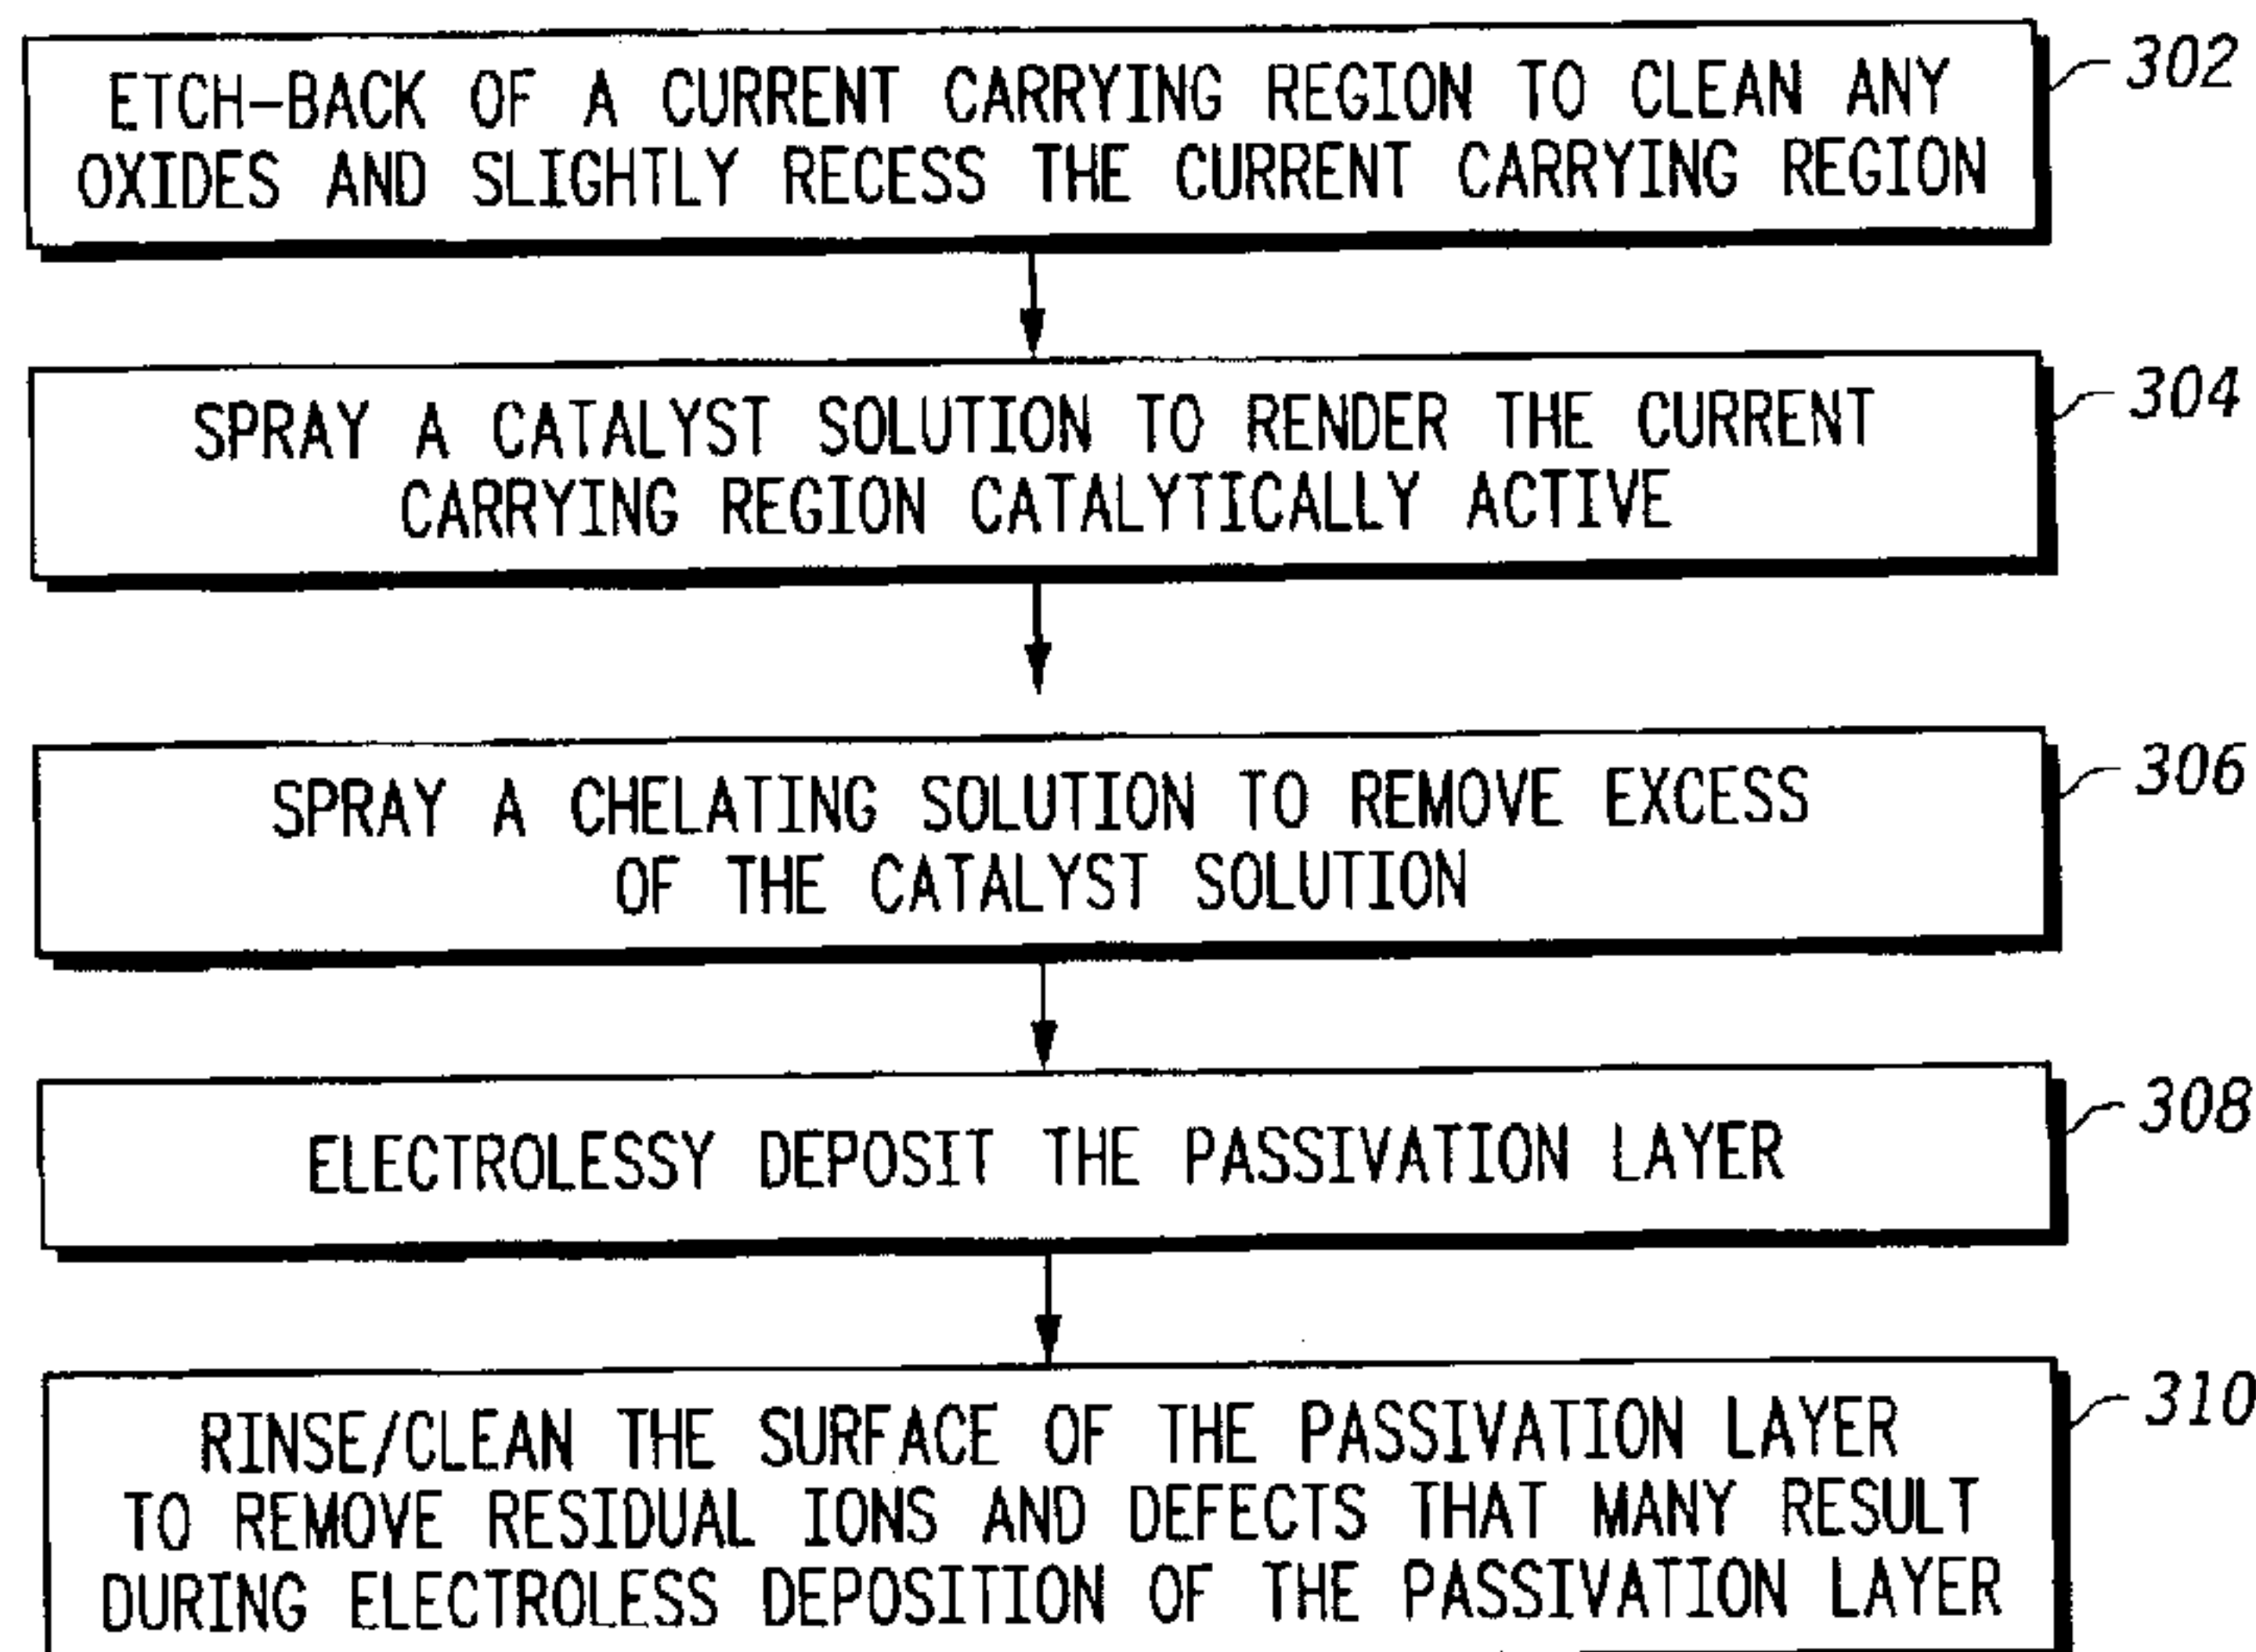 ETCH-BACK OF A CURRENT CARRYING REGION TO CLEAN ANY
OXIDES AND SLIGHTLY RECESS THE CURRENT CARRYING REGION
302
SPRAY A CATALYST SOLUTION TO RENDER THE CURRENT
CARRYING REGION CATALYTICALLY ACTIVE
304
SPRAY A CHELATING SOLUTION TO REMOVE EXCESS
OF THE CATALYST SOLUTION
306
ELECTROLESSY DEPOSIT THE PASSIVATION LAYER
308
RINSE/CLEAN THE SURFACE OF THE PASSIVATION LAYER
TO REMOVE RESIDUAL IONS AND DEFECTS THAT MANY RESULT
DURING ELECTROLESS DEPOSITION OF THE PASSIVATION LAYER
310